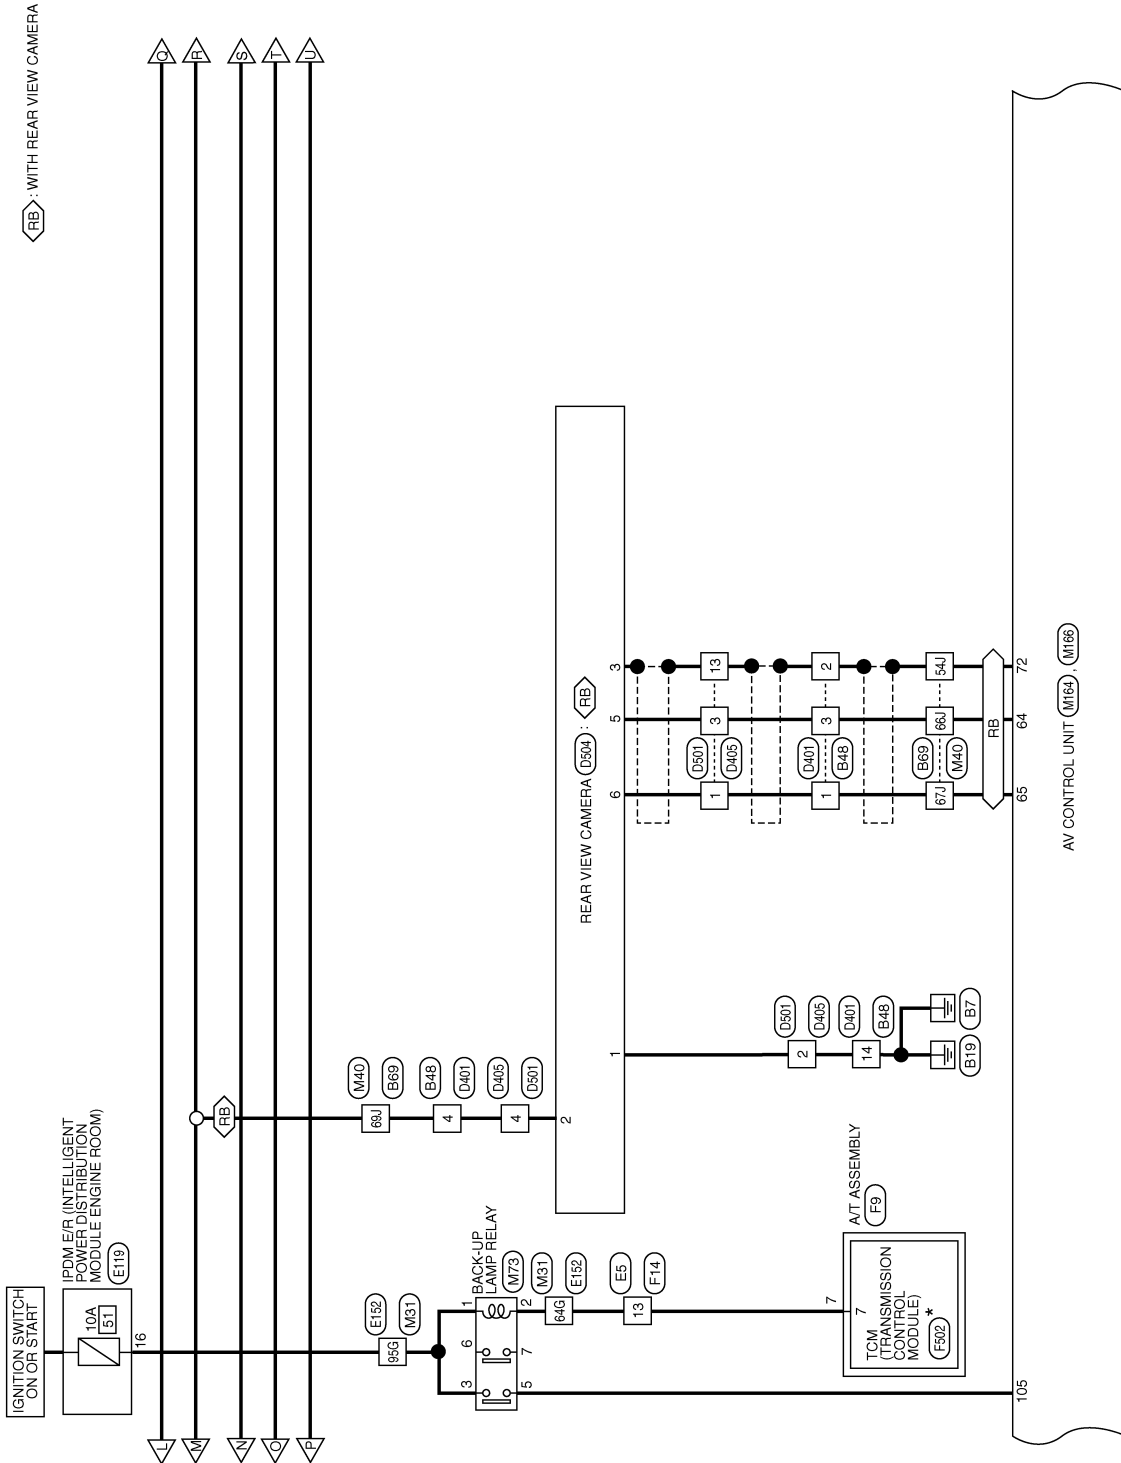 RB : WITH REAR VIEW CAMERA
Q
R
S
T
U
L
M
N
O
P
IGNITION SWITCH
ON OR START
IPDM E/R (INTELLIGENT
POWER DISTRIBUTION
MODULE ENGINE ROOM)
E119
10A
51
16
RB
E152
95G
M31
M40
69J
B69
B48
4
D401
D405
4
D501
2
BACK-UP
LAMP RELAY
M73
1
6
3
2
7
5
M31
64G
E152
E5
13
F14
A/T ASSEMBLY
F9
7
7
TCM
(TRANSMISSION
CONTROL
MODULE)
F502
*
105
REAR VIEW CAMERA D504 : RB
1
6
5
3
D501
2
D405
D401
14
B48
B19
B7
D501
1
3
13
D405
D401
1
3
2
B48
B69
67J
66J
54J
M40
RB
65
64
72
AV CONTROL UNIT M164 , M166